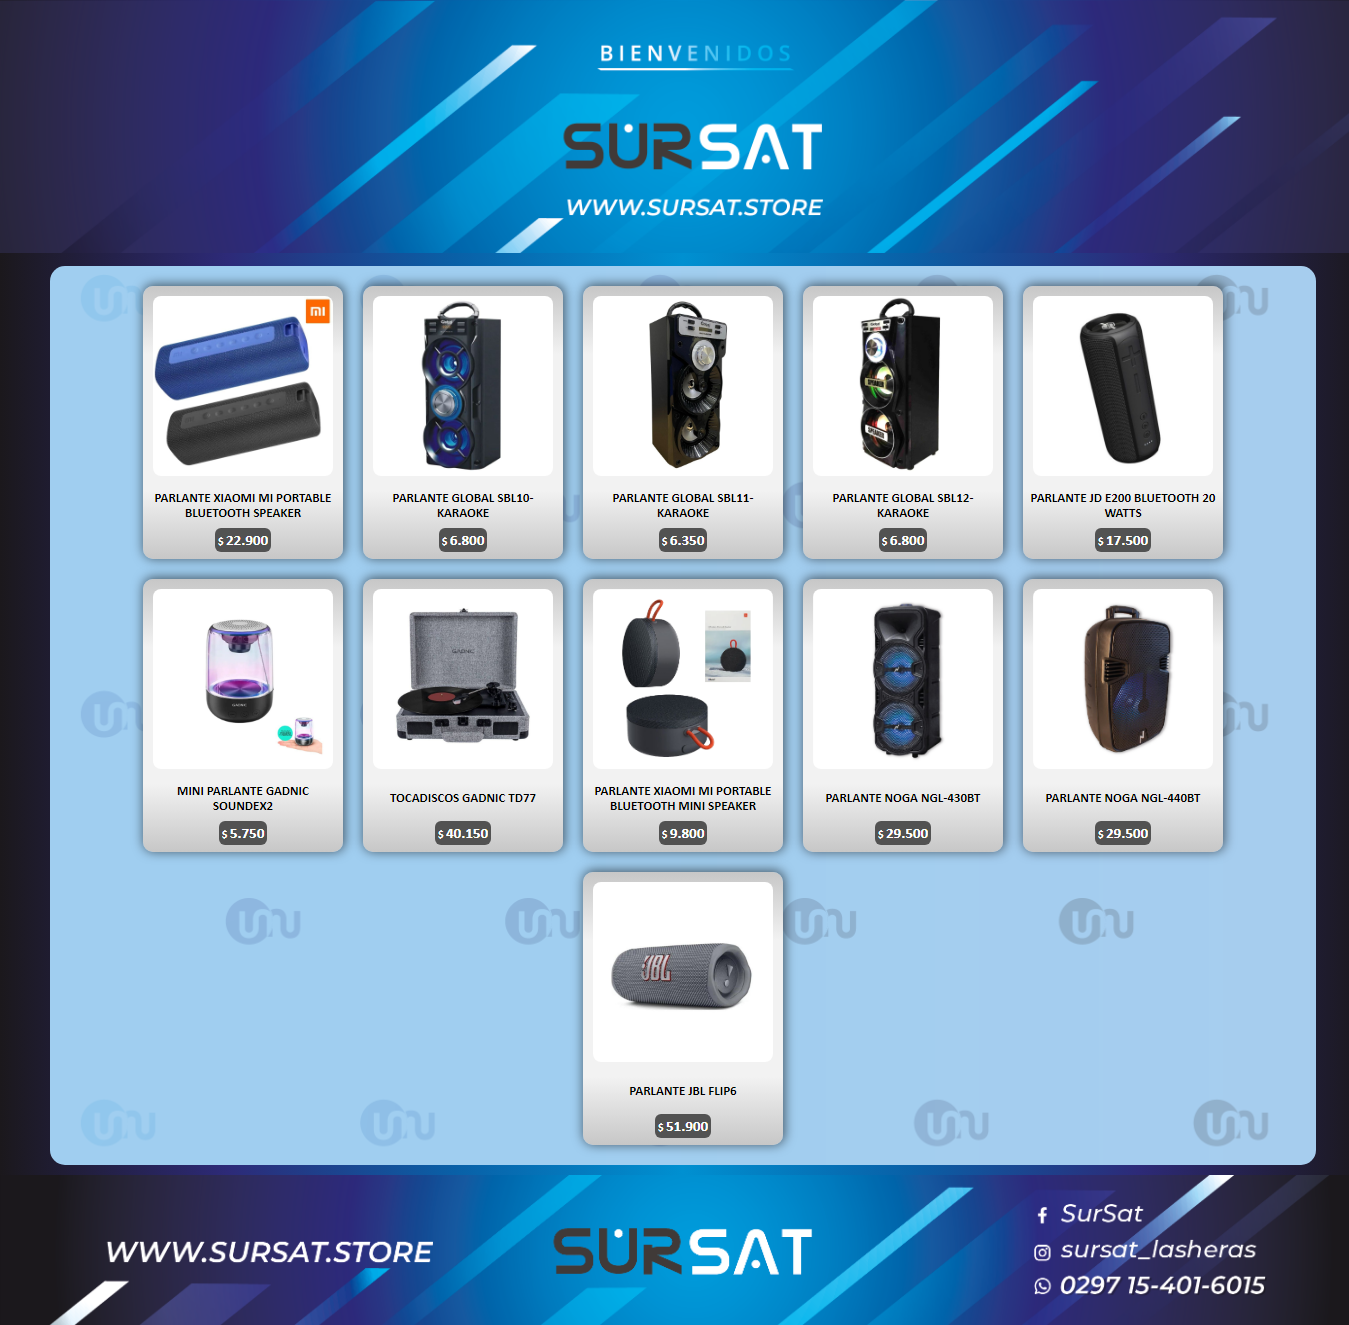 BIENVENIDOS
SURSAT
WWW.SURSAT.STORE
PARLANTE XIAOMI MI PORTABLE
BLUETOOTH SPEAKER
$ 22.900
PARLANTE GLOBAL SBL10-
KARAOKE
$ 6.800
PARLANTE GLOBAL SBL11-
KARAOKE
$ 6.350
SPEAKER
SPEAKER
PARLANTE GLOBAL SBL12-
KARAOKE
$ 6.800
PARLANTE JD E200 BLUETOOTH 20
WATTS
$ 17.500
GADNIC
MINI PARLANTE GADNIC
SOUNDEX2
$ 5.750
GADNIC
TOCADISCOS GADNIC TD77
$ 40.150
PARLANTE XIAOMI MI PORTABLE
BLUETOOTH MINI SPEAKER
$ 9.800
PARLANTE NOGA NGL-430BT
$ 29.500
PARLANTE NOGA NGL-440BT
$ 29.500
JBL
PARLANTE JBL FLIP6
$ 51.900
WWW.SURSAT.STORE
SURSAT
SurSat
sursat_lasheras
0297 15-401-6015